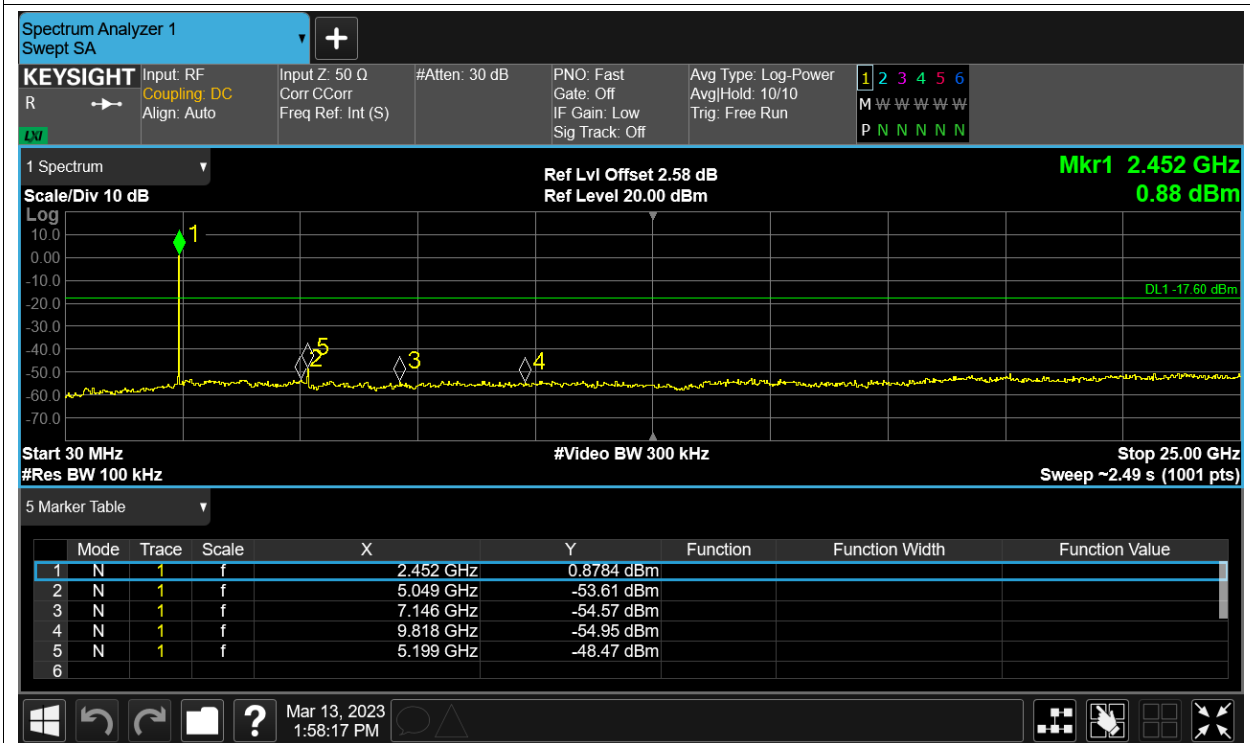 Spectrum Analyzer 1
Swept SA
KEYSIGHT
R
LXI
Input: RF
Coupling: DC
Align: Auto
Input Z: 50 Ω
Corr CCorr
Freq Ref: Int (S)
#Atten: 30 dB
PNO: Fast
Gate: Off
IF Gain: Low
Sig Track: Off
Avg Type: Log-Power
Avg|Hold: 10/10
Trig: Free Run
1 2 3 4 5 6
M W W W W W
P N N N N N
1 Spectrum
Scale/Div 10 dB
Ref Lvl Offset 2.58 dB
Ref Level 20.00 dBm
Mkr1 2.452 GHz
0.88 dBm
Log
10.0
0.00
-10.0
-20.0
-30.0
-40.0
-50.0
-60.0
-70.0
1
DL1 -17.60 dBm
5
2
3
4
Start 30 MHz
#Video BW 300 kHz
Stop 25.00 GHz
#Res BW 100 kHz
Sweep ~2.49 s (1001 pts)
5 Marker Table
Mode Trace Scale X Y Function Function Width Function Value
1 N 1 f 2.452 GHz 0.8784 dBm
2 N 1 f 5.049 GHz -53.61 dBm
3 N 1 f 7.146 GHz -54.57 dBm
4 N 1 f 9.818 GHz -54.95 dBm
5 N 1 f 5.199 GHz -48.47 dBm
6
?
Mar 13, 2023
1:58:17 PM